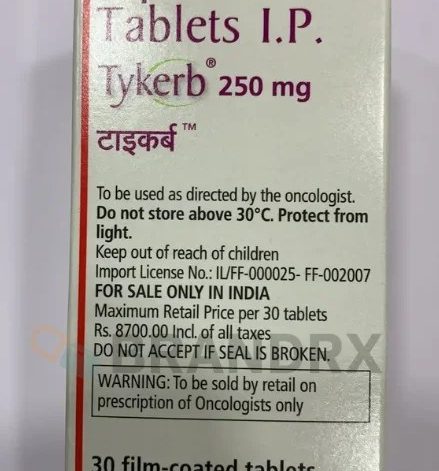 Tablets I.P.
Tykerb® 250 mg
टाइकर्ब ™
To be used as directed by the oncologist.
Do not store above 30°C. Protect from
light.
Keep out of reach of children
Import License No.: IL/FF-000025- FF-002007
FOR SALE ONLY IN INDIA
Maximum Retail Price per 30 tablets
Rs. 8700.00 Incl. of all taxes
BRANDRX
DO NOT ACCEPT IF SEAL IS BROKEN.
WARNING: To be sold by retail on
prescription of Oncologists only
30 film-coated tablets